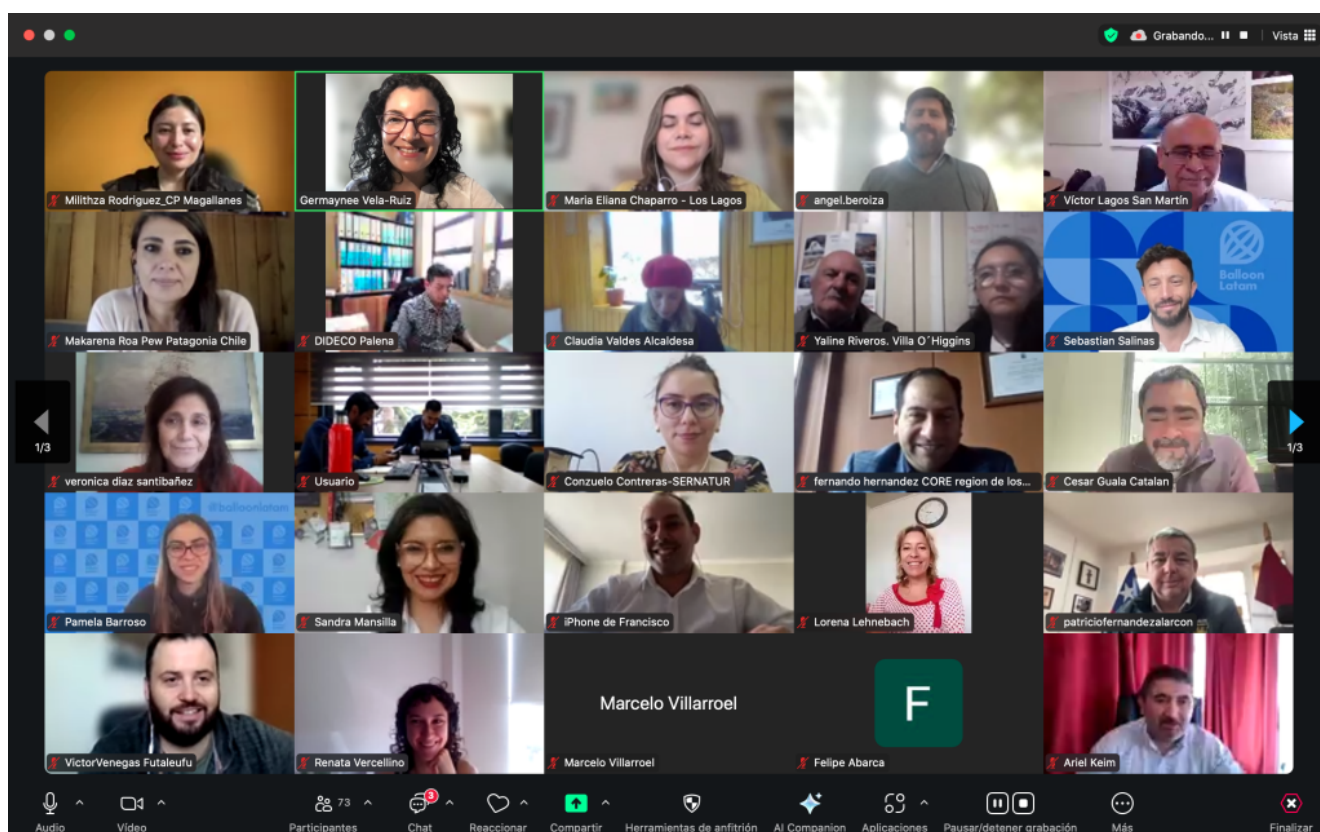 Grabando...
Vista
Milithza Rodriguez_CP Magallanes
Germaynee Vela-Ruiz
Maria Eliana Chaparro - Los Lagos
angel.beroiza
Víctor Lagos San Martín
Makarena Roa Pew Patagonia Chile
DIDECO Palena
Claudia Valdes Alcaldesa
Yaline Riveros. Villa O´Higgins
Balloon
Latam
Sebastian Salinas
1/3
veronica diaz santibañez
Usuario
Conzuelo Contreras-SERNATUR
fernando hernandez CORE region de los...
Cesar Guala Catalan
1/3
@balloonlatam
Pamela Barroso
Sandra Mansilla
iPhone de Francisco
Lorena Lehnebach
patriciofernandezalarcon
VictorVenegas Futaleufu
Renata Vercellino
Marcelo Villarroel
Marcelo Villarroel
F
Felipe Abarca
Ariel Keim
73
3
Audio
Vídeo
Participantes
Chat
Reaccionar
Compartir
Herramientas de anfitrión
AI Companion
Aplicaciones
Pausar/detener grabación
Más
Finalizar